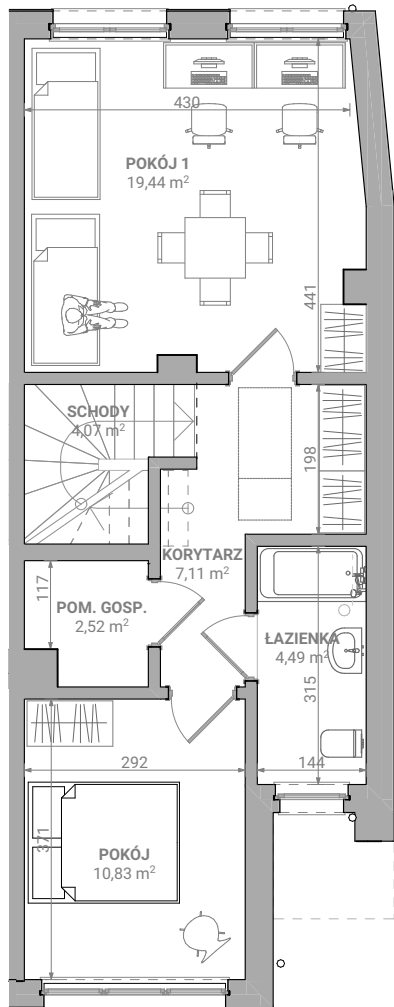 430
POKÓJ 1
19,44 m²
441
SCHODY
4,07 m²
198
KORYTARZ
7,11 m²
117
POM. GOSP.
2,52 m²
ŁAZIENKA
4,49 m²
315
292
144
371
POKÓJ
10,83 m²